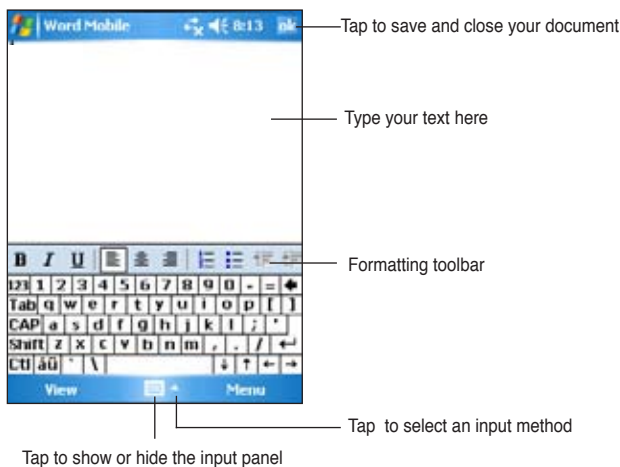 Word Mobile 8:13 ok
Tap to save and close your document
Type your text here
B I U
Formatting toolbar
123 1 2 3 4 5 6 7 8 9 0 - =
Tab q w e r t y u i o p [ ]
CAP a s d f g h j k l ; '
Shift z x c v b n m , . /
Ctl áü ` \
View Menu
Tap to select an input method
Tap to show or hide the input panel